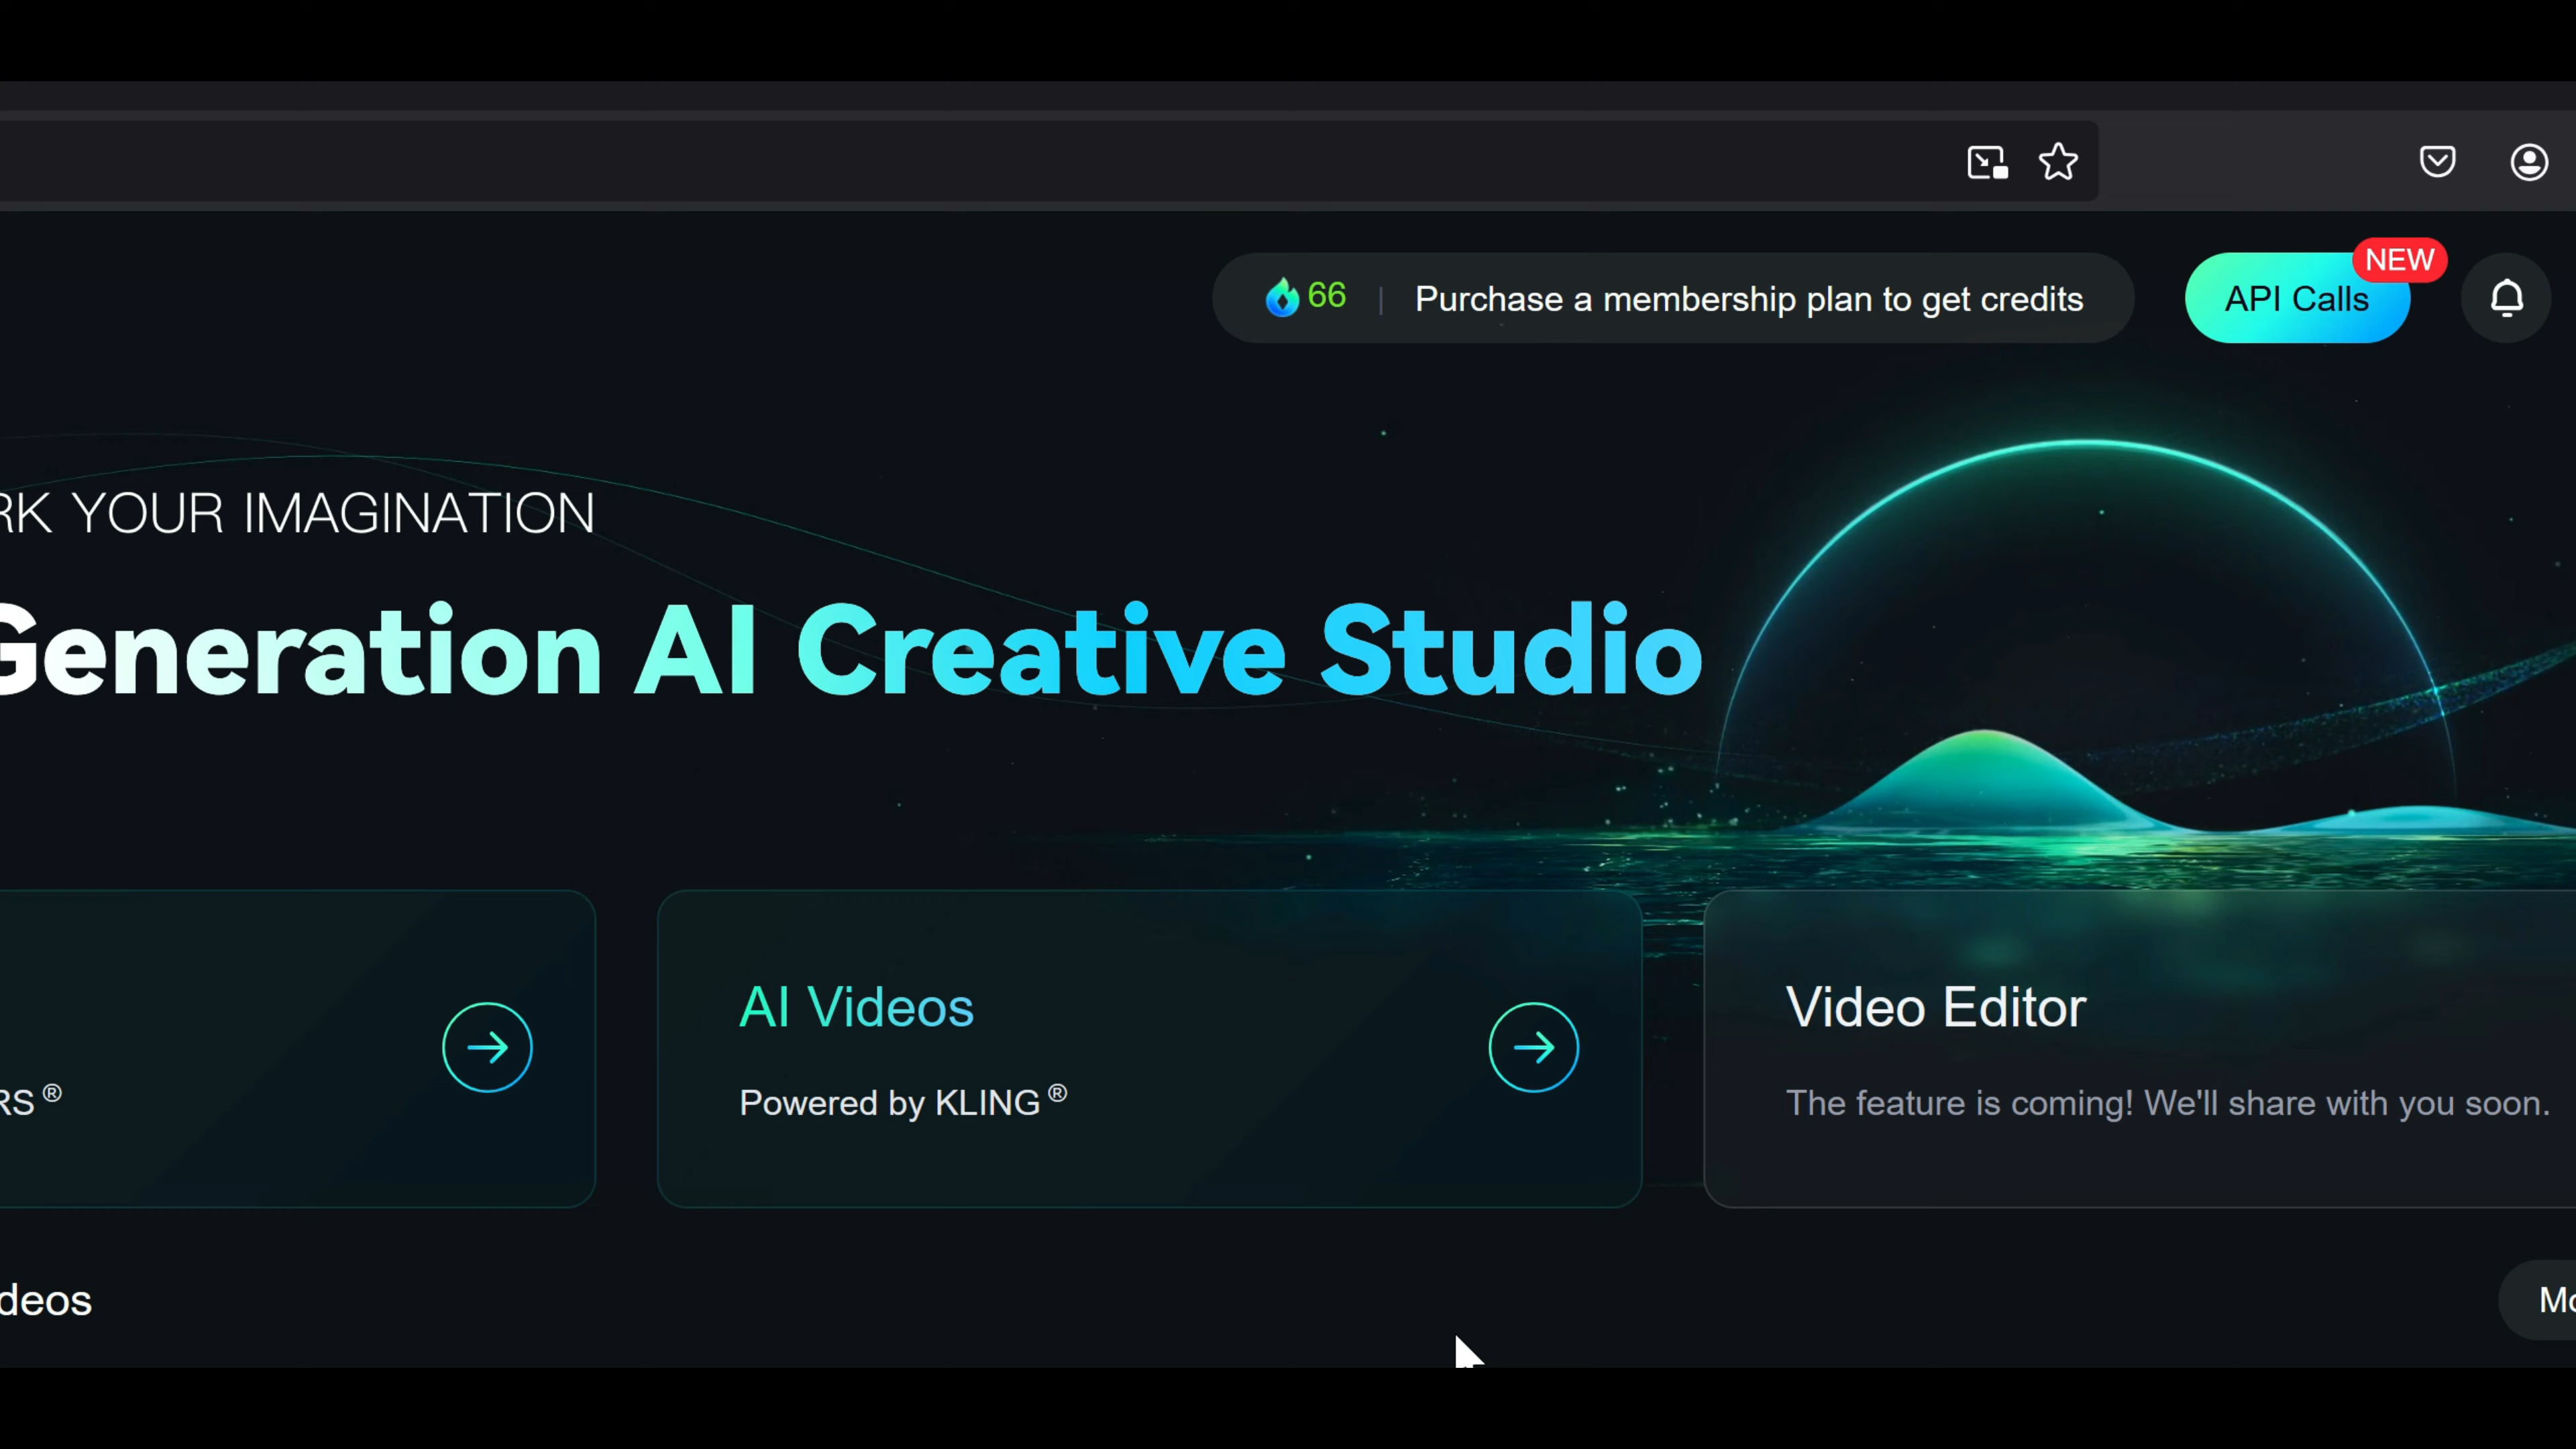 66 | Purchase a membership plan to get credits
API Calls
NEW
RK YOUR IMAGINATION
Generation AI Creative Studio
RS ®
AI Videos
Powered by KLING ®
Video Editor
The feature is coming! We'll share with you soon.
deos
Mo